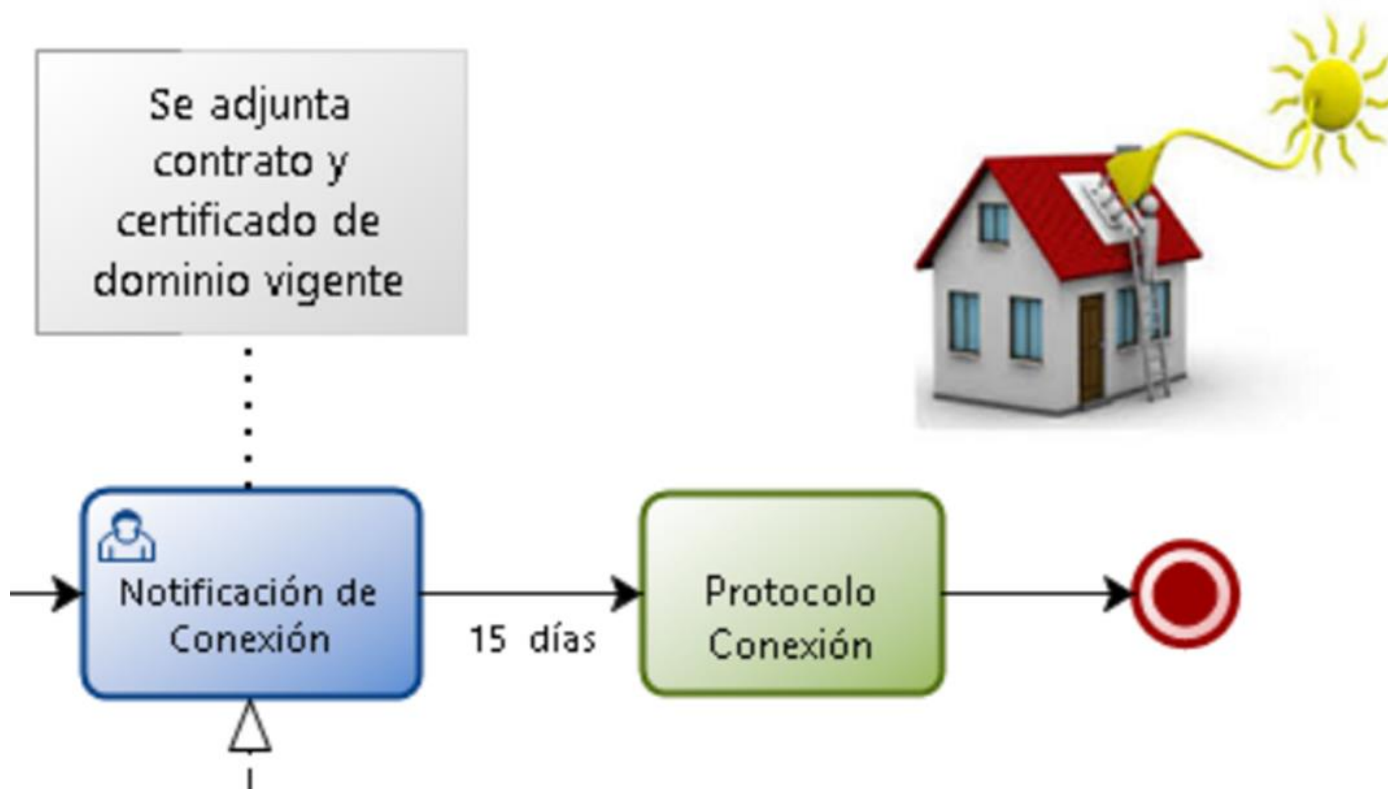 Se adjunta
contrato y
certificado de
dominio vigente
Notificación de
Conexión
15 días
Protocolo
Conexión